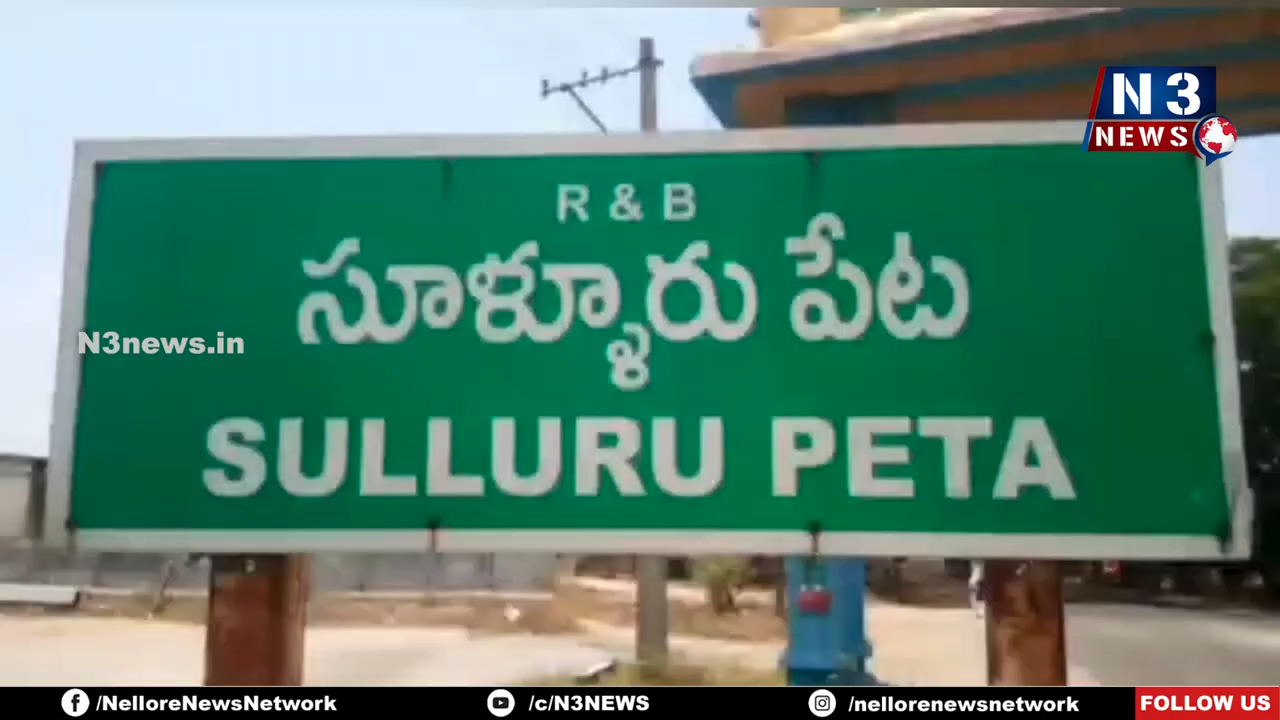 N3
NEWS
R & B
సూళ్ళూరు పేట
N3news.in
SULLURU PETA
/NelloreNewsNetwork
/c/N3NEWS
/nellorenewsnetwork
FOLLOW US